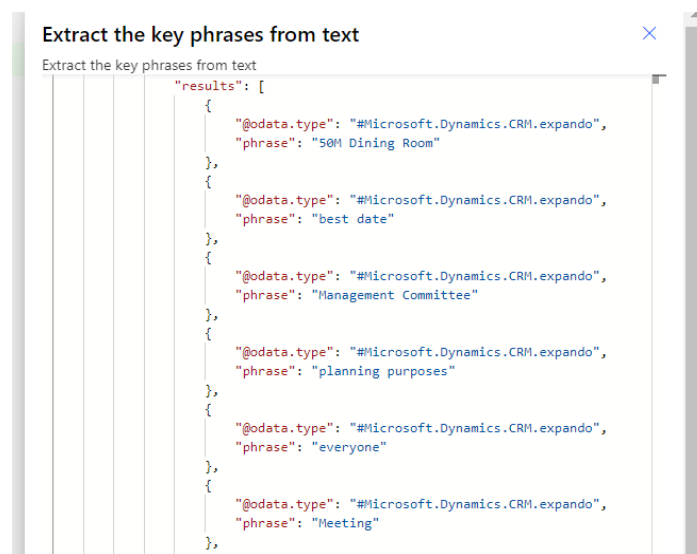 Extract the key phrases from text
Extract the key phrases from text
"results": [
{
"@odata.type": "#Microsoft.Dynamics.CRM.expando",
"phrase": "50M Dining Room"
},
{
"@odata.type": "#Microsoft.Dynamics.CRM.expando",
"phrase": "best date"
},
{
"@odata.type": "#Microsoft.Dynamics.CRM.expando",
"phrase": "Management Committee"
},
{
"@odata.type": "#Microsoft.Dynamics.CRM.expando",
"phrase": "planning purposes"
},
{
"@odata.type": "#Microsoft.Dynamics.CRM.expando",
"phrase": "everyone"
},
{
"@odata.type": "#Microsoft.Dynamics.CRM.expando",
"phrase": "Meeting"
},